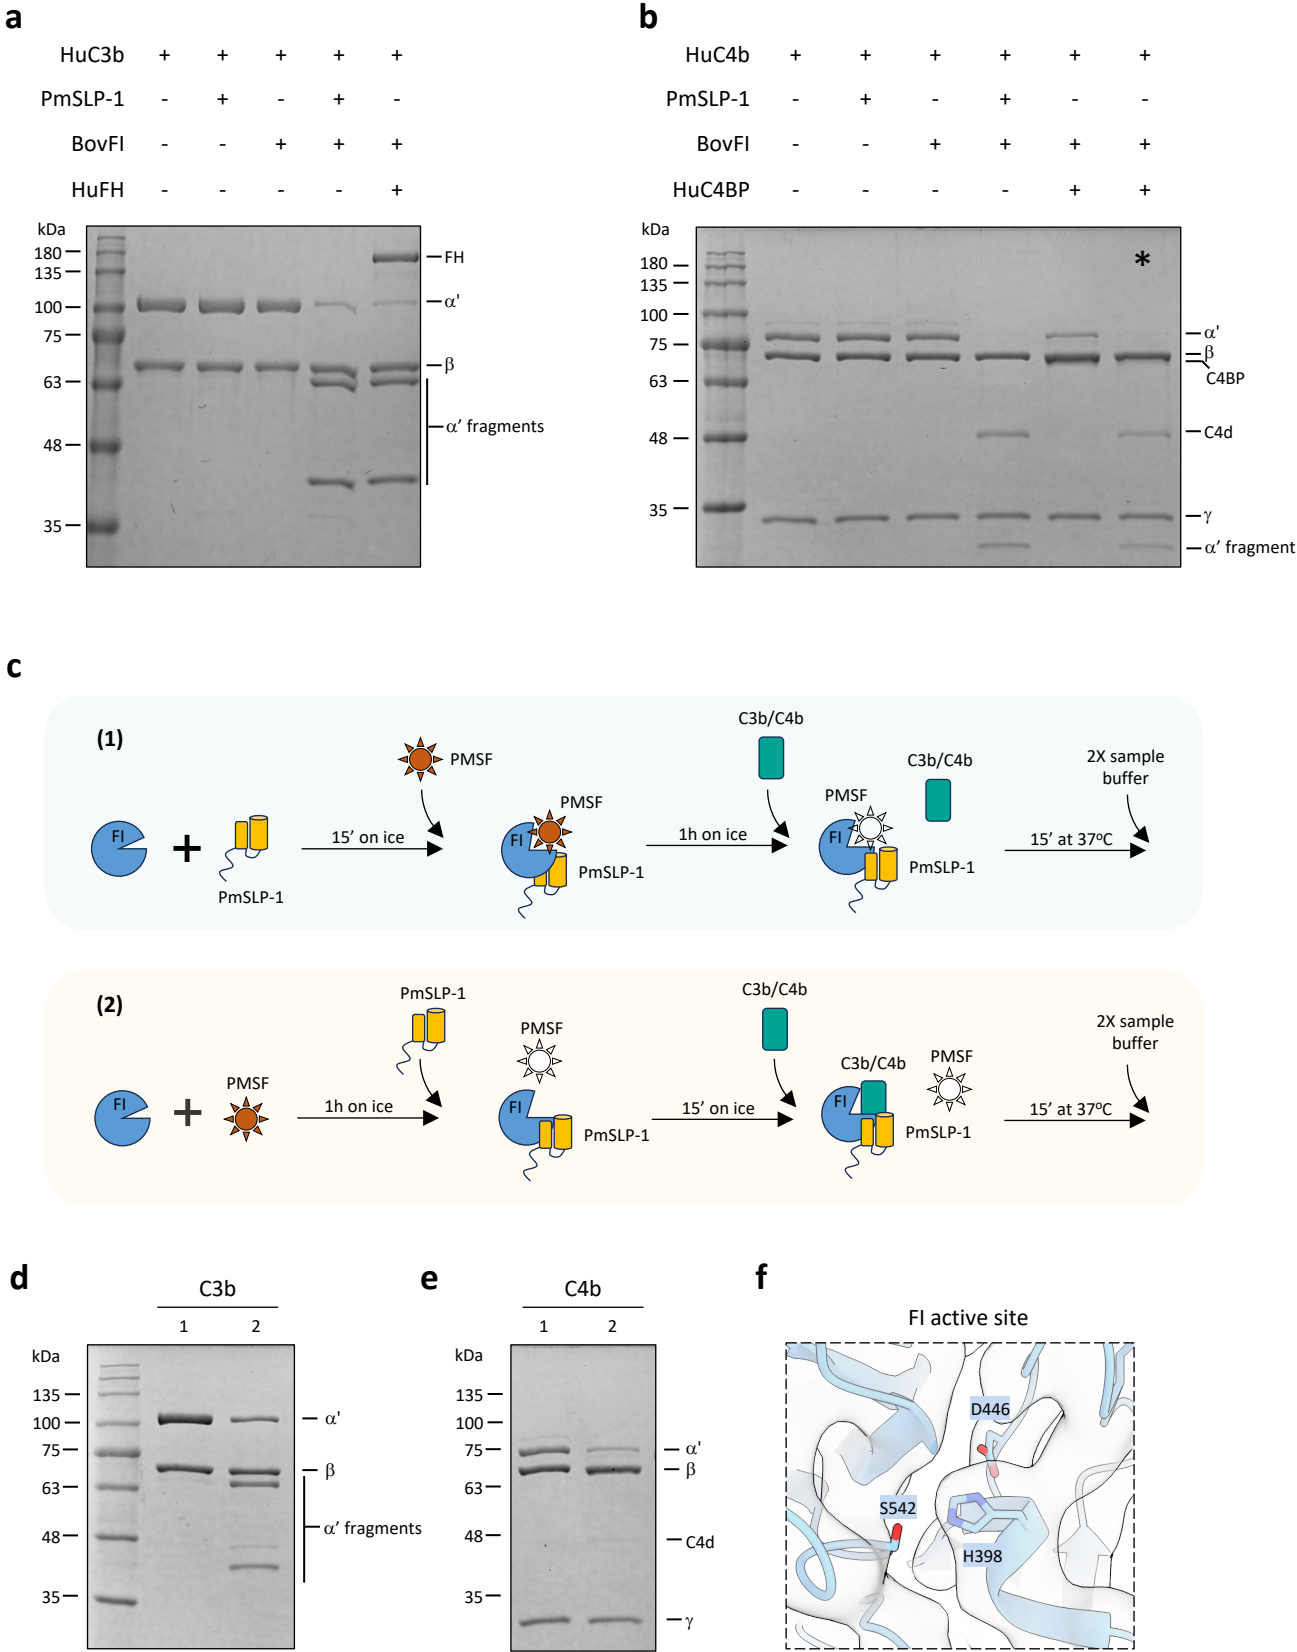 a
HuC3b + + + + +
PmSLP-1 - + - + -
BovFI - - + + +
HuFH - - - - +
kDa
180
135
100
75
63
48
35
FH
α'
β
α' fragments
b
HuC4b + + + + + +
PmSLP-1 - + - + - -
BovFI - - + + + +
HuC4BP - - - - + +
kDa
180
135
100
75
63
48
35
*
α'
β
C4BP
C4d
γ
α' fragment
c
(1)
FI
+
PmSLP-1
15' on ice
PMSF
PMSF
FI
PmSLP-1
1h on ice
C3b/C4b
PMSF
FI
C3b/C4b
PmSLP-1
15' at 37ºC
2X sample
buffer
(2)
FI
+
PMSF
1h on ice
PmSLP-1
PMSF
FI
PmSLP-1
15' on ice
C3b/C4b
C3b/C4b
FI
PMSF
PmSLP-1
15' at 37ºC
2X sample
buffer
d
C3b
1 2
kDa
135
100
75
63
48
35
α'
β
α' fragments
e
C4b
1 2
kDa
135
100
75
63
48
35
α'
β
C4d
γ
f
FI active site
D446
S542
H398